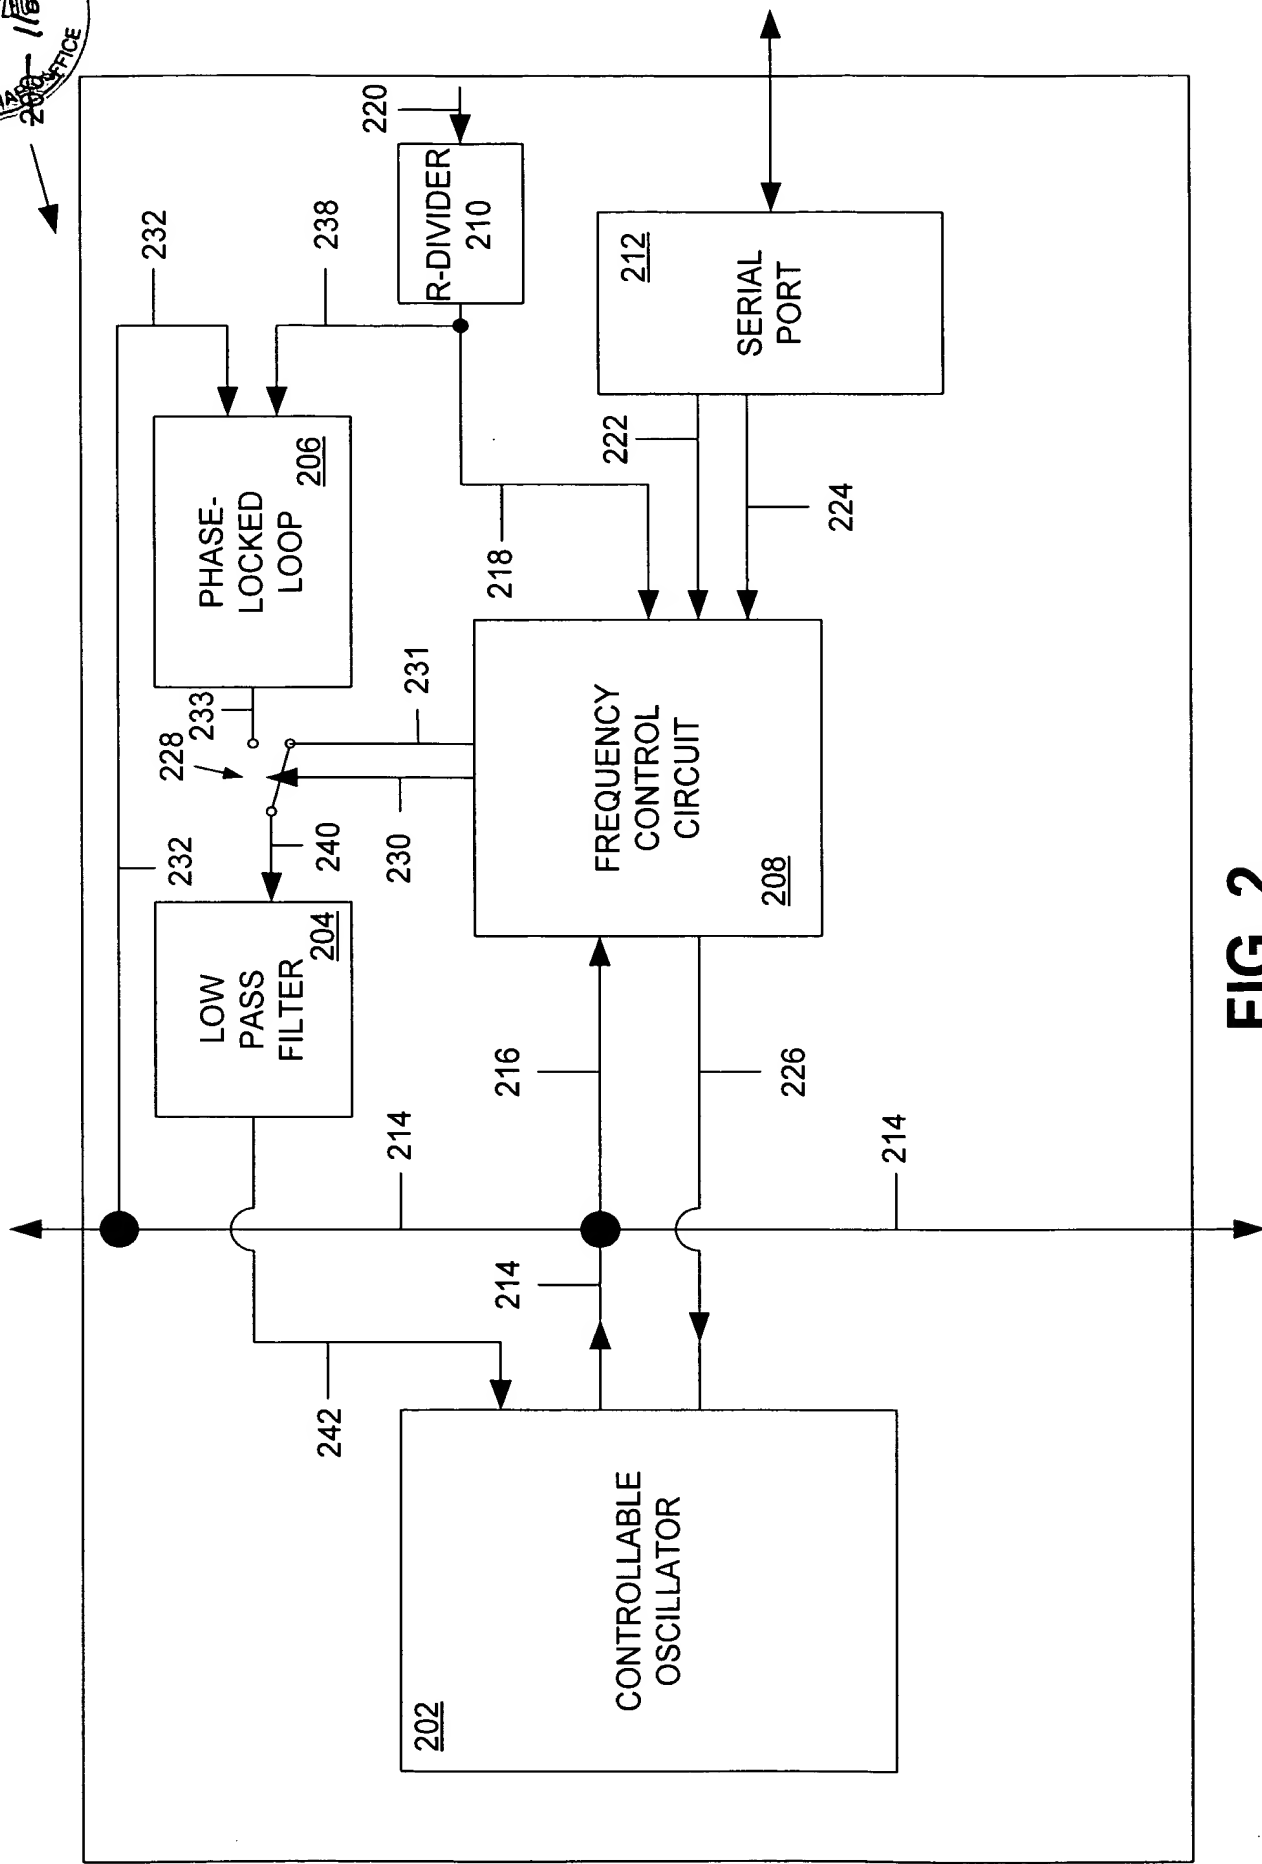 200
FFICE
232
238
220
R-DIVIDER
210
212
SERIAL
PORT
PHASE-
LOCKED
LOOP
206
222
224
218
233
228
231
230
240
232
FREQUENCY
CONTROL
CIRCUIT
208
LOW
PASS
FILTER
204
216
226
214
214
214
242
202
CONTROLLABLE
OSCILLATOR
FIG 2